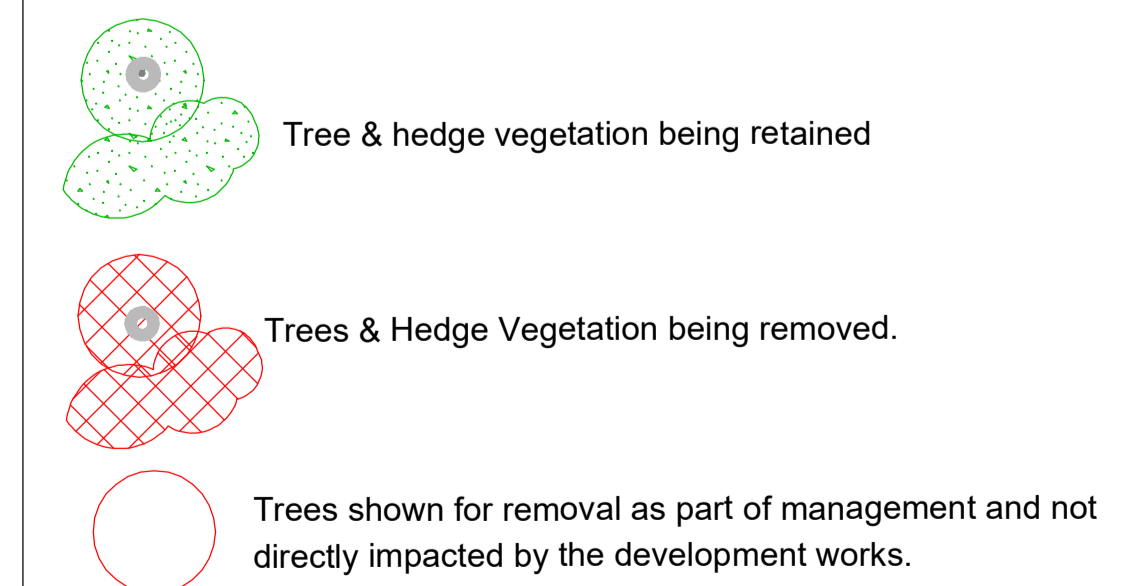 Tree & hedge vegetation being retained
Trees & Hedge Vegetation being removed.
Trees shown for removal as part of management and not
directly impacted by the development works.